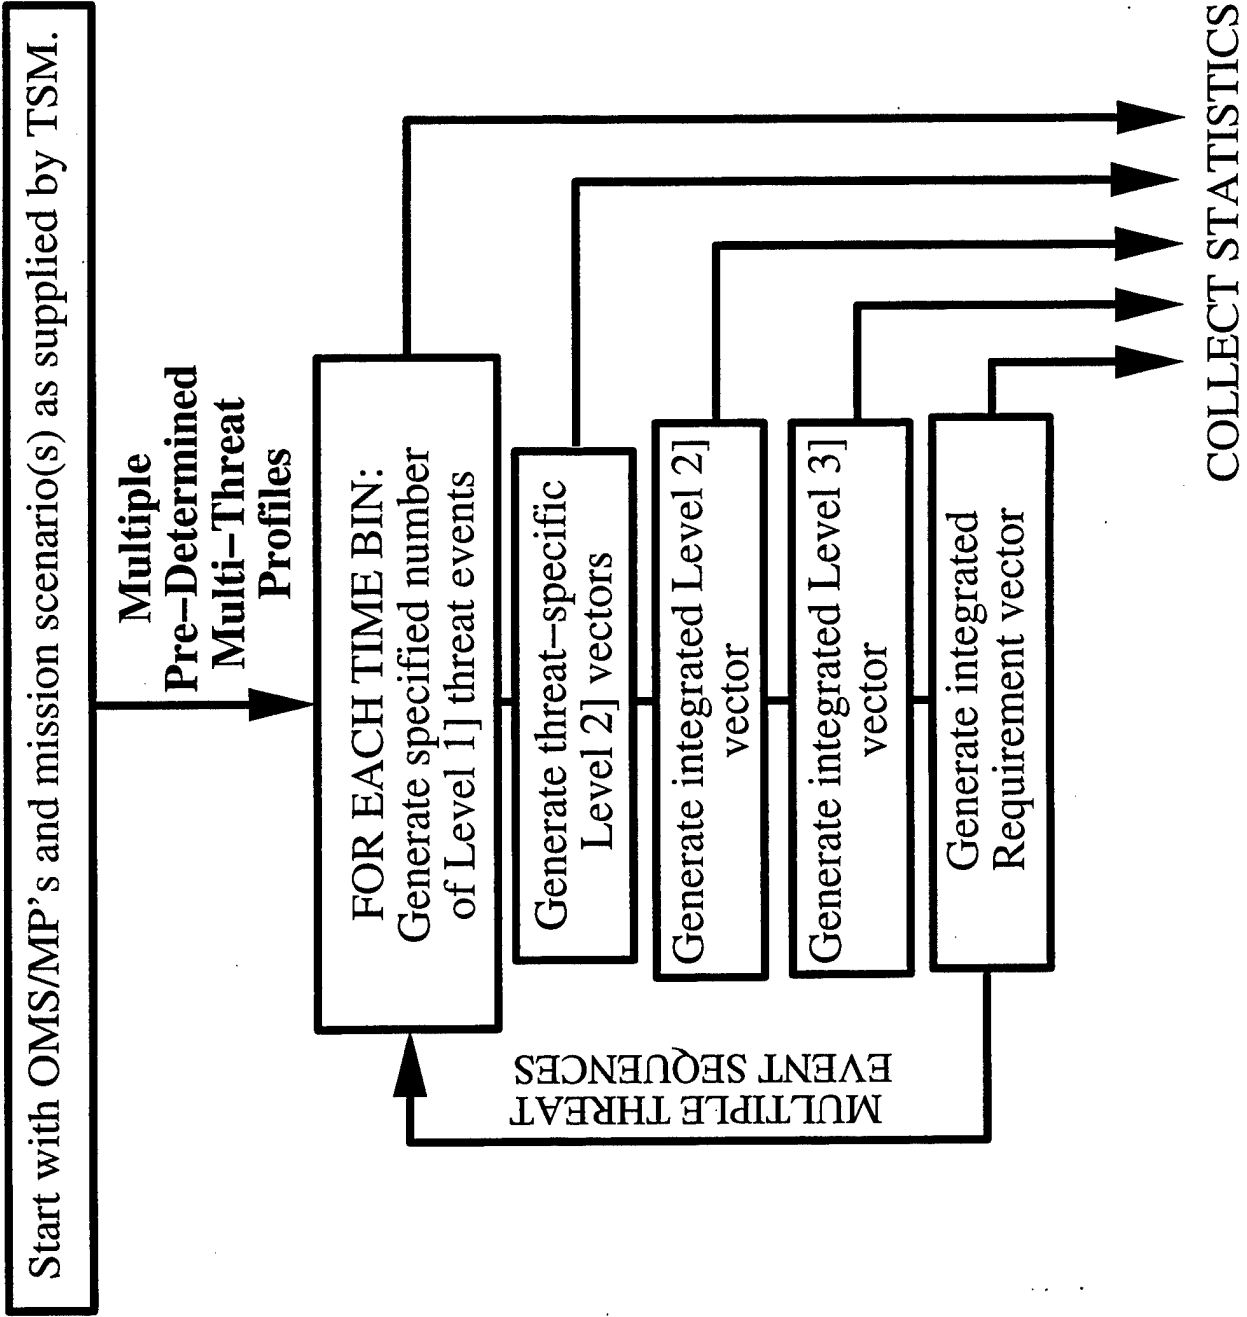 Start with OMS/MP's and mission scenario(s) as supplied by TSM.
Multiple
Pre–Determined
Multi–Threat
Profiles
FOR EACH TIME BIN:
Generate specified number
of Level 1] threat events
Generate threat–specific
Level 2] vectors
Generate integrated Level 2]
vector
Generate integrated Level 3]
vector
Generate integrated
Requirement vector
MULTIPLE THREAT
EVENT SEQUENCES
COLLECT STATISTICS